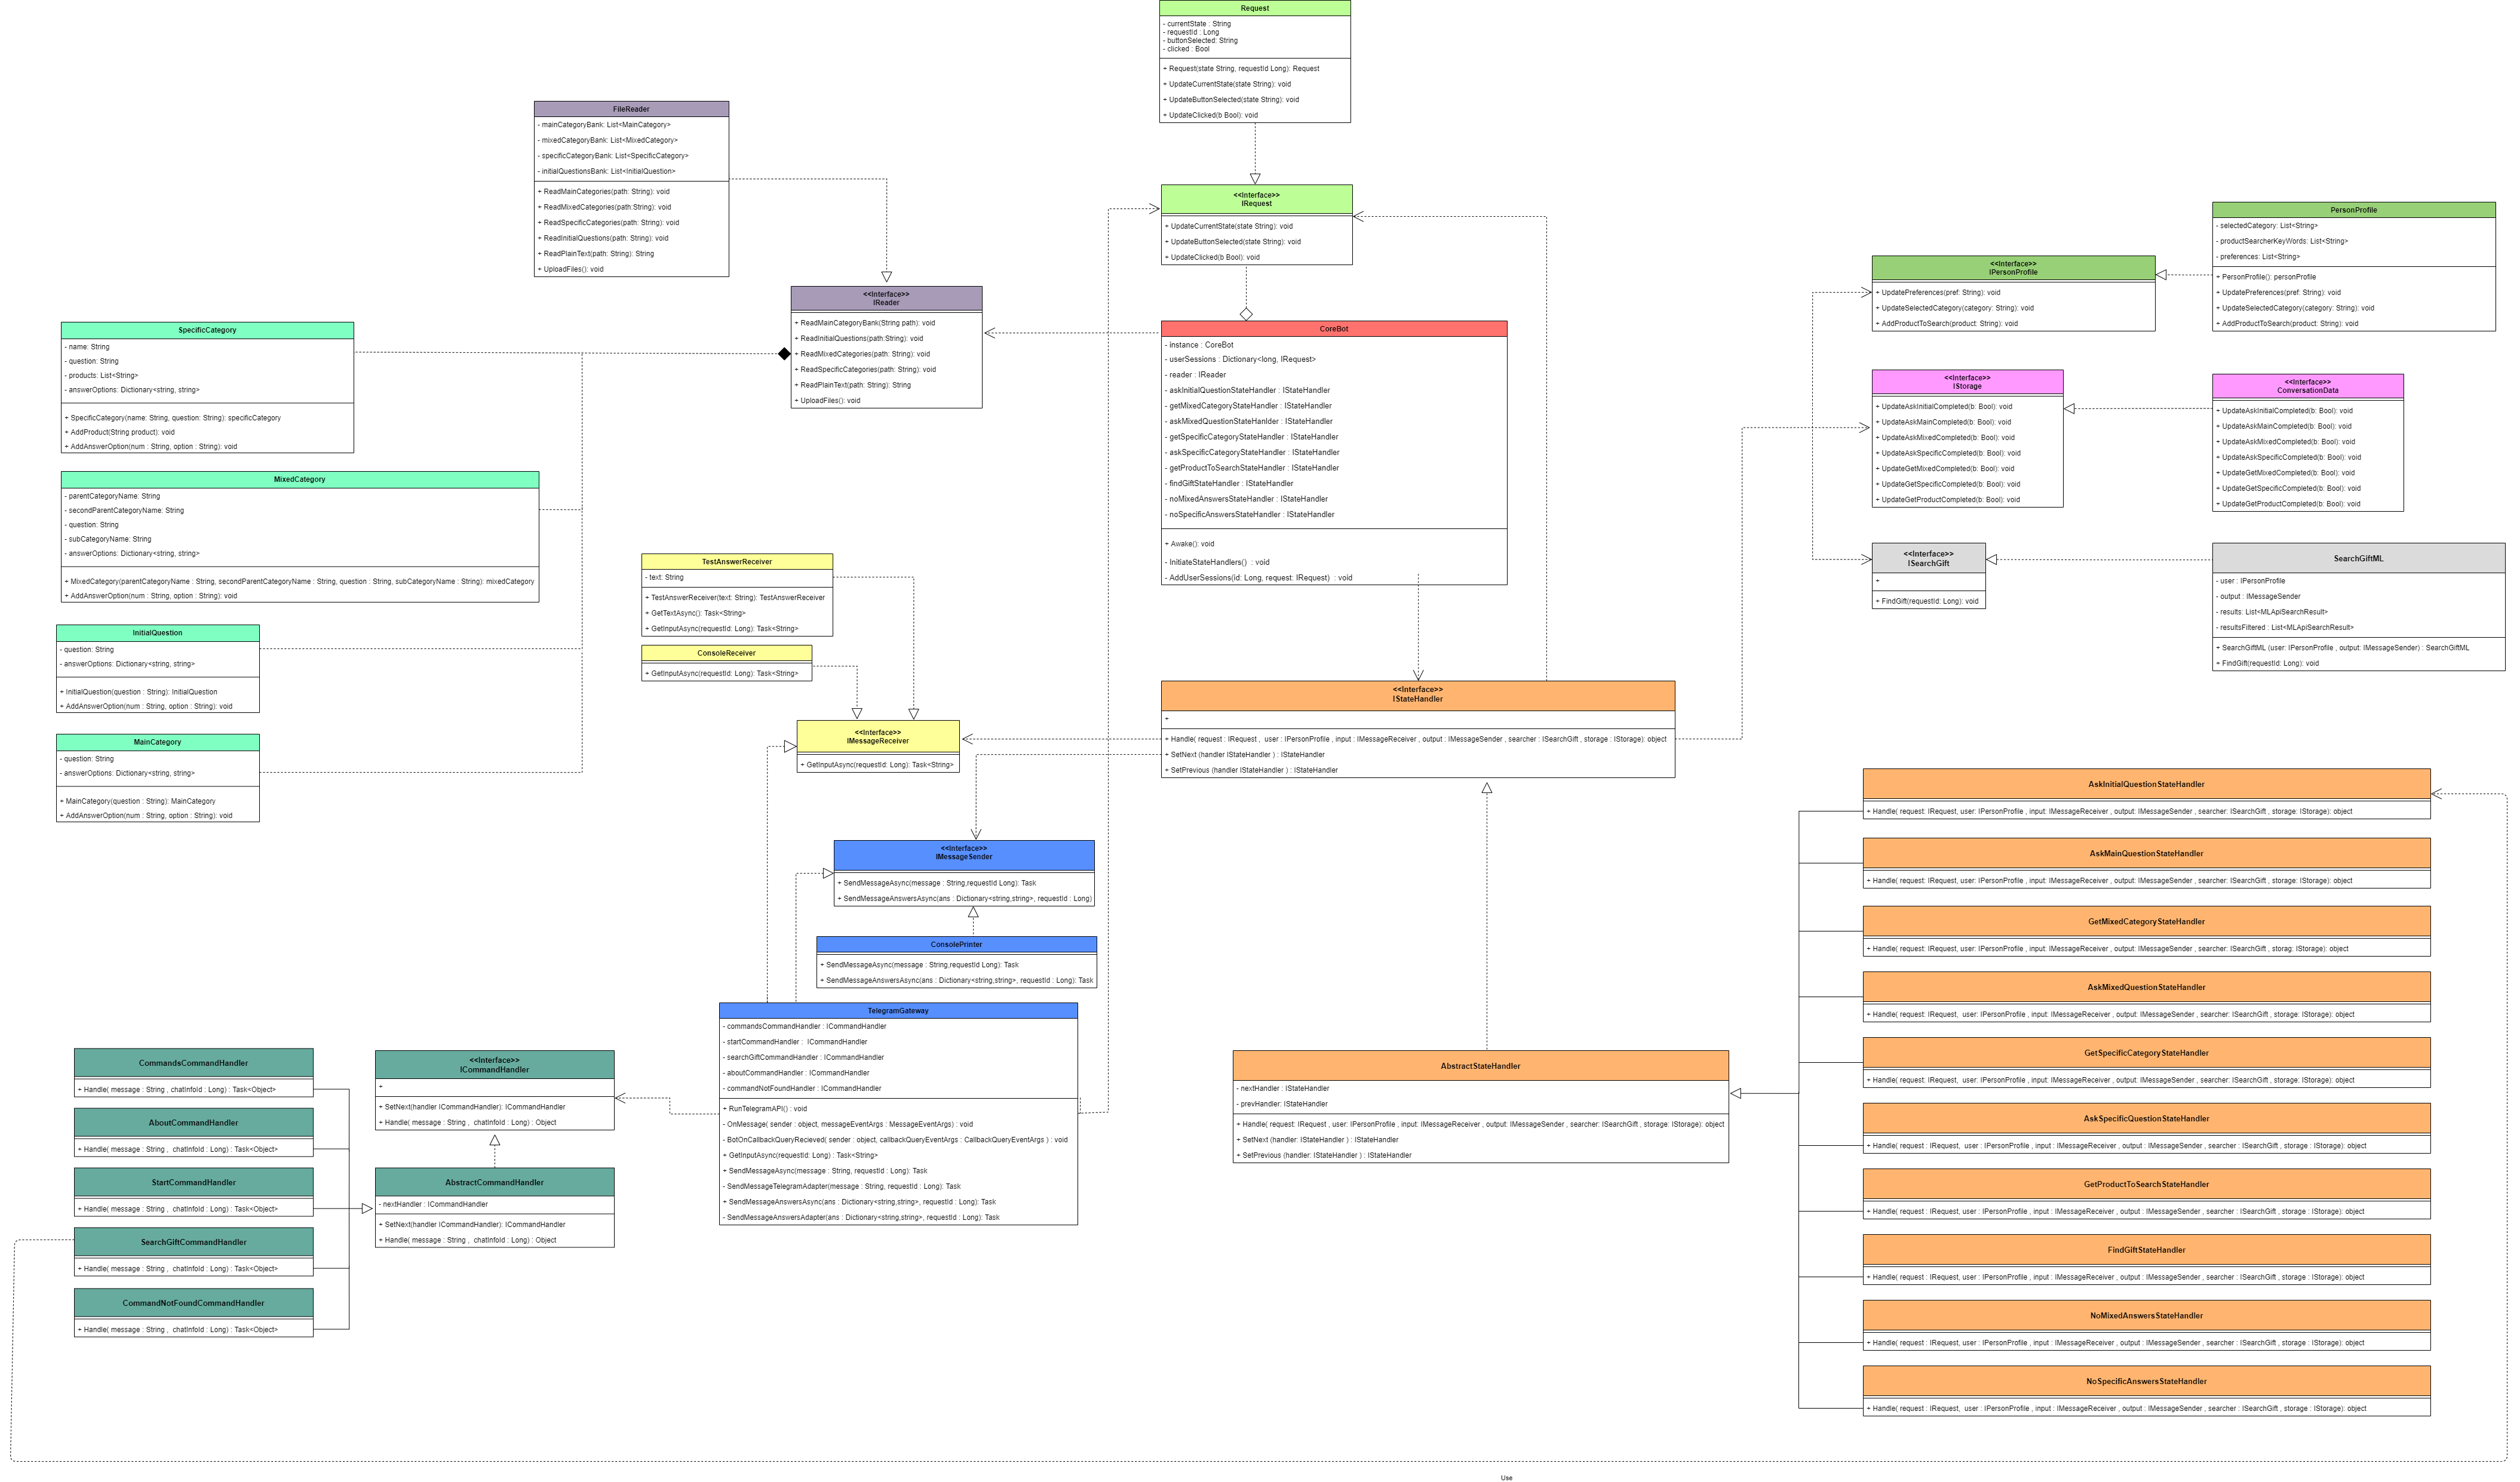 Request
- currentState : String
- requestId : Long
- buttonSelected: String
- clicked : Bool
+ Request(state String, requestId Long): Request
+ UpdateCurrentState(state String): void
+ UpdateButtonSelected(state String): void
+ UpdateClicked(b Bool): void
FileReader
- mainCategoryBank: List<MainCategory>
- mixedCategoryBank: List<MixedCategory>
- specificCategoryBank: List<SpecificCategory>
- initialQuestionsBank: List<InitialQuestion>
+ ReadMainCategories(path: String): void
+ ReadMixedCategories(path:String): void
+ ReadSpecificCategories(path: String): void
+ ReadInitialQuestions(path: String): void
+ ReadPlainText(path: String): String
+ UploadFiles(): void
<<Interface>>
IRequest
+ UpdateCurrentState(state String): void
+ UpdateButtonSelected(state String): void
+ UpdateClicked(b Bool): void
PersonProfile
- selectedCategory: List<String>
- productSearcherKeyWords: List<String>
- preferences: List<String>
+ PersonProfile(): personProfile
+ UpdatePreferences(pref: String): void
+ UpdateSelectedCategory(category: String): void
+ AddProductToSearch(product: String): void
<<Interface>>
IPersonProfile
+ UpdatePreferences(pref: String): void
+ UpdateSelectedCategory(category: String): void
+ AddProductToSearch(product: String): void
<<Interface>>
IReader
+ ReadMainCategoryBank(String path): void
+ ReadInitialQuestions(path:String): void
+ ReadMixedCategories(path: String): void
+ ReadSpecificCategories(path: String): void
+ ReadPlainText(path: String): String
+ UploadFiles(): void
SpecificCategory
- name: String
- question: String
- products: List<String>
- answerOptions: Dictionary<string, string>
+ SpecificCategory(name: String, question: String): specificCategory
+ AddProduct(String product): void
+ AddAnswerOption(num : String, option : String): void
CoreBot
- instance : CoreBot
- userSessions : Dictionary<long, IRequest>
- reader : IReader
- askInitialQuestionStateHandler : IStateHandler
- getMixedCategoryStateHandler : IStateHandler
- askMixedQuestionStateHanlder : IStateHandler
- getSpecificCategoryStateHandler : IStateHandler
- askSpecificCategoryStateHandler : IStateHandler
- getProductToSearchStateHandler : IStateHandler
- findGiftStateHandler : IStateHandler
- noMixedAnswersStateHandler : IStateHandler
- noSpecificAnswersStateHandler : IStateHandler
+ Awake(): void
- InitiateStateHandlers() : void
- AddUserSessions(id: Long, request: IRequest) : void
<<Interface>>
IStorage
+ UpdateAskInitialCompleted(b: Bool): void
+ UpdateAskMainCompleted(b: Bool): void
+ UpdateAskMixedCompleted(b: Bool): void
+ UpdateAskSpecificCompleted(b: Bool): void
+ UpdateGetMixedCompleted(b: Bool): void
+ UpdateGetSpecificCompleted(b: Bool): void
+ UpdateGetProductCompleted(b: Bool): void
<<Interface>>
ConversationData
+ UpdateAskInitialCompleted(b: Bool): void
+ UpdateAskMainCompleted(b: Bool): void
+ UpdateAskMixedCompleted(b: Bool): void
+ UpdateAskSpecificCompleted(b: Bool): void
+ UpdateGetMixedCompleted(b: Bool): void
+ UpdateGetSpecificCompleted(b: Bool): void
+ UpdateGetProductCompleted(b: Bool): void
MixedCategory
- parentCategoryName: String
- secondParentCategoryName: String
- question: String
- subCategoryName: String
- answerOptions: Dictionary<string, string>
+ MixedCategory(parentCategoryName : String, secondParentCategoryName : String, question : String, subCategoryName : String): mixedCategory
+ AddAnswerOption(num : String, option : String): void
<<Interface>>
ISearchGift
+
+ FindGift(requestId: Long): void
SearchGiftML
- user : IPersonProfile
- output : IMessageSender
- results: List<MLApiSearchResult>
- resultsFiltered : List<MLApiSearchResult>
+ SearchGiftML (user: IPersonProfile , output: IMessageSender) : SearchGiftML
+ FindGift(requestId: Long): void
TestAnswerReceiver
- text: String
+ TestAnswerReceiver(text: String): TestAnswerReceiver
+ GetTextAsync(): Task<String>
+ GetInputAsync(requestId: Long): Task<String>
ConsoleReceiver
+ GetInputAsync(requestId: Long): Task<String>
InitialQuestion
- question: String
- answerOptions: Dictionary<string, string>
+ InitialQuestion(question : String): InitialQuestion
+ AddAnswerOption(num : String, option : String): void
<<Interface>>
IStateHandler
+
+ Handle( request : IRequest , user : IPersonProfile , input : IMessageReceiver , output : IMessageSender , searcher : ISearchGift , storage : IStorage): object
+ SetNext (handler IStateHandler ) : IStateHandler
+ SetPrevious (handler IStateHandler ) : IStateHandler
<<Interface>>
IMessageReceiver
+ GetInputAsync(requestId: Long): Task<String>
MainCategory
- question: String
- answerOptions: Dictionary<string, string>
+ MainCategory(question : String): MainCategory
+ AddAnswerOption(num : String, option : String): void
<<Interface>>
IMessageSender
+ SendMessageAsync(message : String,requestId Long): Task
+ SendMessageAnswersAsync(ans : Dictionary<string,string>, requestId : Long)
ConsolePrinter
+ SendMessageAsync(message : String,requestId Long): Task
+ SendMessageAnswersAsync(ans : Dictionary<string,string>, requestId : Long): Task
AskInitialQuestionStateHandler
+ Handle( request: IRequest, user: IPersonProfile , input: IMessageReceiver , output: IMessageSender , searcher: ISearchGift , storage: IStorage): object
AskMainQuestionStateHandler
+ Handle( request: IRequest, user: IPersonProfile , input: IMessageReceiver , output: IMessageSender , searcher: ISearchGift , storage: IStorage): object
GetMixedCategoryStateHandler
+ Handle( request: IRequest, user: IPersonProfile , input: IMessageReceiver , output: IMessageSender , searcher: ISearchGift , storag: IStorage): object
AskMixedQuestionStateHandler
+ Handle( request: IRequest, user: IPersonProfile , input: IMessageReceiver , output: IMessageSender , searcher: ISearchGift , storage: IStorage): object
GetSpecificCategoryStateHandler
+ Handle( request: IRequest, user: IPersonProfile , input: IMessageReceiver , output: IMessageSender , searcher: ISearchGift , storage: IStorage): object
AskSpecificQuestionStateHandler
+ Handle( request : IRequest, user : IPersonProfile , input : IMessageReceiver , output : IMessageSender , searcher : ISearchGift , storage : IStorage): object
GetProductToSearchStateHandler
+ Handle( request : IRequest, user : IPersonProfile , input : IMessageReceiver , output : IMessageSender , searcher : ISearchGift , storage : IStorage): object
FindGiftStateHandler
+ Handle( request : IRequest, user : IPersonProfile , input : IMessageReceiver , output : IMessageSender , searcher : ISearchGift , storage : IStorage): object
NoMixedAnswersStateHandler
+ Handle( request : IRequest, user : IPersonProfile , input : IMessageReceiver , output : IMessageSender , searcher : ISearchGift , storage : IStorage): object
NoSpecificAnswersStateHandler
+ Handle( request : IRequest, user : IPersonProfile , input : IMessageReceiver , output : IMessageSender , searcher : ISearchGift , storage : IStorage): object
TelegramGateway
- commandsCommandHandler : ICommandHandler
- startCommandHandler : ICommandHandler
- searchGiftCommandHandler : ICommandHandler
- aboutCommandHandler : ICommandHandler
- commandNotFoundHandler : ICommandHandler
+ RunTelegramAPI() : void
- OnMessage( sender : object, messageEventArgs : MessageEventArgs) : void
- BotOnCallbackQueryRecieved( sender : object, callbackQueryEventArgs : CallbackQueryEventArgs ) : void
+ GetInputAsync(requestId: Long) : Task<String>
+ SendMessageAsync(message : String, requestId : Long): Task
- SendMessageTelegramAdapter(message : String, requestId : Long): Task
+ SendMessageAnswersAsync(ans : Dictionary<string,string>, requestId : Long): Task
- SendMessageAnswersAdapter(ans : Dictionary<string,string>, requestId : Long): Task
AbstractStateHandler
- nextHandler : IStateHandler
- prevHandler: IStateHandler
+ Handle( request: IRequest , user: IPersonProfile , input: IMessageReceiver , output: IMessageSender , searcher: ISearchGift , storage: IStorage): object
+ SetNext (handler: IStateHandler ) : IStateHandler
+ SetPrevious (handler: IStateHandler ) : IStateHandler
<<Interface>>
ICommandHandler
+
+ SetNext(handler ICommandHandler): ICommandHandler
+ Handle( message : String , chatInfoId : Long) : Object
AbstractCommandHandler
- nextHandler : ICommandHandler
+ SetNext(handler ICommandHandler): ICommandHandler
+ Handle( message : String , chatInfoId : Long) : Object
CommandsCommandHandler
+ Handle( message : String , chatInfoId : Long) : Task<Object>
AboutCommandHandler
+ Handle( message : String , chatInfoId : Long) : Task<Object>
StartCommandHandler
+ Handle( message : String , chatInfoId : Long) : Task<Object>
SearchGiftCommandHandler
+ Handle( message : String , chatInfoId : Long) : Task<Object>
CommandNotFoundCommandHandler
+ Handle( message : String , chatInfoId : Long) : Task<Object>
Use